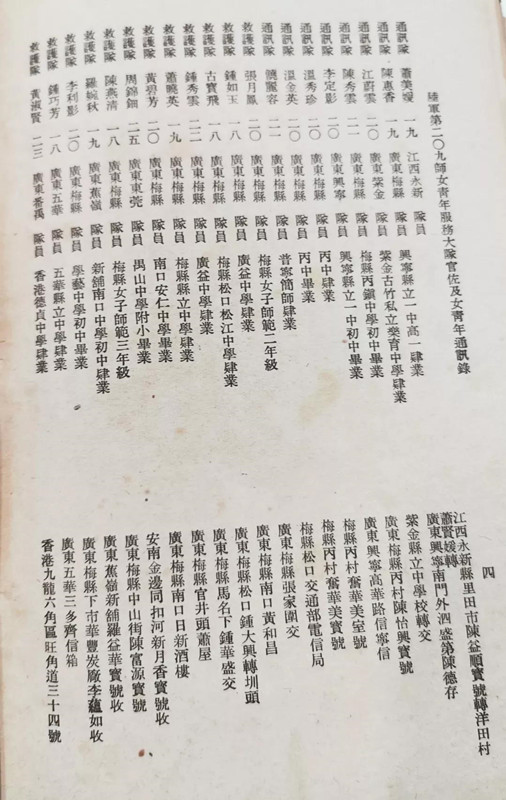 陸軍第二〇九師女青年服務大隊官佐及女青年通訊錄 四
通訊隊 蕭美嬡 一九 江西永新 隊員
江西永新縣里田市陳益順寶號轉洋田村
蕭賢媛轉
通訊隊 陳惠香 一九 廣東梅縣 隊員 興寧縣立一中高一肄業 廣東興寧南門外泗盛第陳德存
通訊隊 江蔚雲 二〇 廣東紫金 隊員 紫金古竹私立樂育中學肄業 紫金縣立中學校轉交
通訊隊 陳秀雲 二一 廣東梅縣 隊員 梅縣丙鎮中學初中畢業 廣東梅縣丙村陳怡興寶號
通訊隊 李定影 二〇 廣東興寧 隊員 興寧縣立一中初中畢業 廣東興寧高華路信寧信
通訊隊 溫秀珍 二〇 廣東梅縣 隊員 丙中肄業 梅縣丙村奮華美室號
通訊隊 溫金英 二〇 廣東梅縣 隊員 丙中畢業 梅縣丙村奮華美寶號
通訊隊 饒麗容 二〇 廣東梅縣 隊員 普寧簡師肄業 梅縣松口交通部電信局
救護隊 張月鳳 二〇 廣東梅縣 隊員 梅縣女子師範二年級 廣東梅縣張家圍交
救護隊 鍾如玉 一八 廣東梅縣 隊員 廣益中學肄業 廣東梅縣南口黃和昌
救護隊 古寶飛 一八 廣東梅縣 隊員 梅縣松口松江中學肄業 廣東梅縣松口鍾大興轉圳頭
救護隊 鍾秀雲 二二 廣東梅縣 隊員 廣益中學肄業 廣東梅縣馬名下鍾華盛交
救護隊 蕭曉英 一九 廣東梅縣 隊員 梅縣縣立中學肄業 廣東梅縣官井頭蕭屋
救護隊 黃碧芳 二〇 廣東梅縣 隊員 南口安仁中學畢業 廣東梅縣南口日新酒樓
救護隊 周錦鈿 二五 廣東東莞 隊員 禺山中學附小畢業 安南金邊同扣河新月香寶號收
救護隊 陳燕清 一八 廣東梅縣 隊員 梅縣女子師範三年級 廣東梅縣中山街陳富源寶號
救護隊 羅婉秋 一九 廣東蕉嶺 隊員 新舖南口中學初中肄業 廣東蕉嶺新舖羅益華寶號收
救護隊 李利影 二〇 廣東梅縣 隊員 學藝中學初中畢業 廣東梅縣下市華豐炭廠李蘊如收
救護隊 鍾巧芳 一八 廣東五華 隊員 五華縣立中學肄業 廣東五華三多齊信箱
救護隊 黃淑賢 二三 廣東番禺 隊員 香港德貞中學肄業 香港九龍六角區旺角道三十四號